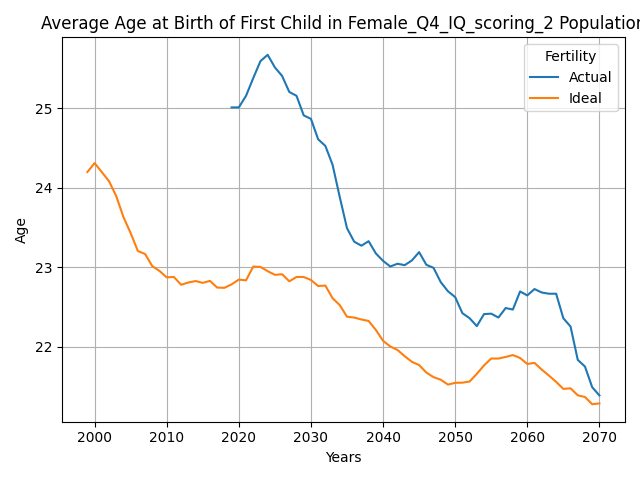 Average Age at Birth of First Child in Female_Q4_IQ_scoring_2 Population
Fertility
Actual
Ideal
25
24
23
22
Age
2000 2010 2020 2030 2040 2050 2060 2070
Years